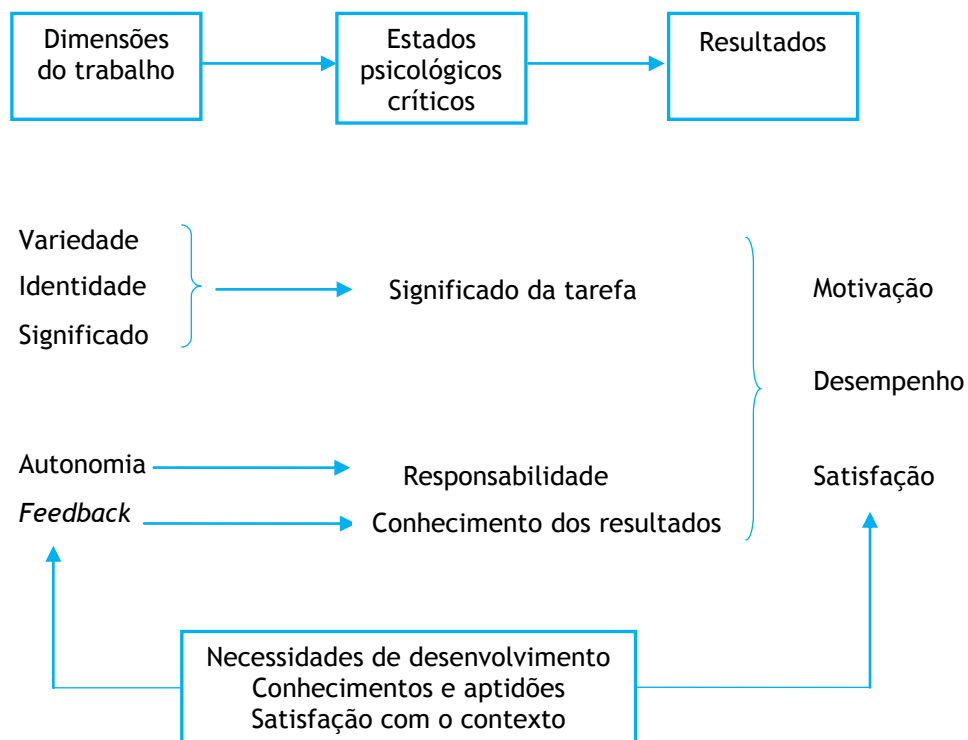 Dimensões
do trabalho
Estados
psicológicos
críticos
Resultados
Variedade
Identidade
Significado
Significado da tarefa
Motivação
Desempenho
Autonomia
Responsabilidade
Satisfação
Feedback
Conhecimento dos resultados
Necessidades de desenvolvimento
Conhecimentos e aptidões
Satisfação com o contexto